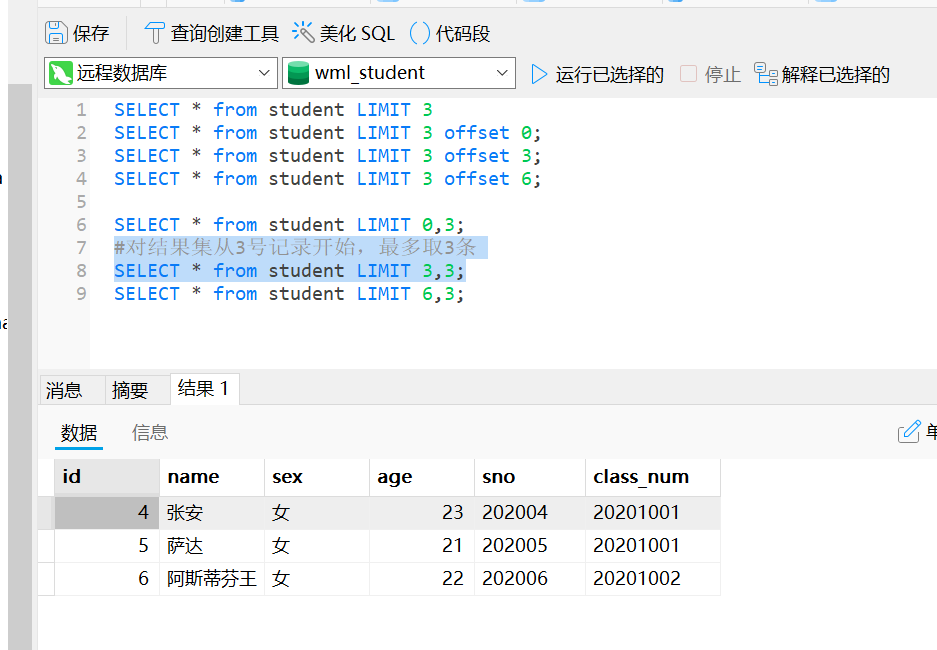 保存 查询创建工具 美化 SQL () 代码段
远程数据库 wml_student 运行已选择的 停止 解释已选择的
1 SELECT * from student LIMIT 3
2 SELECT * from student LIMIT 3 offset 0;
3 SELECT * from student LIMIT 3 offset 3;
4 SELECT * from student LIMIT 3 offset 6;
5
6 SELECT * from student LIMIT 0,3;
7 #对结果集从3号记录开始，最多取3条
8 SELECT * from student LIMIT 3,3;
9 SELECT * from student LIMIT 6,3;
消息 摘要 结果 1
数据 信息
id name sex age sno class_num
4 张安 女 23 202004 20201001
5 萨达 女 21 202005 20201001
6 阿斯蒂芬王 女 22 202006 20201002